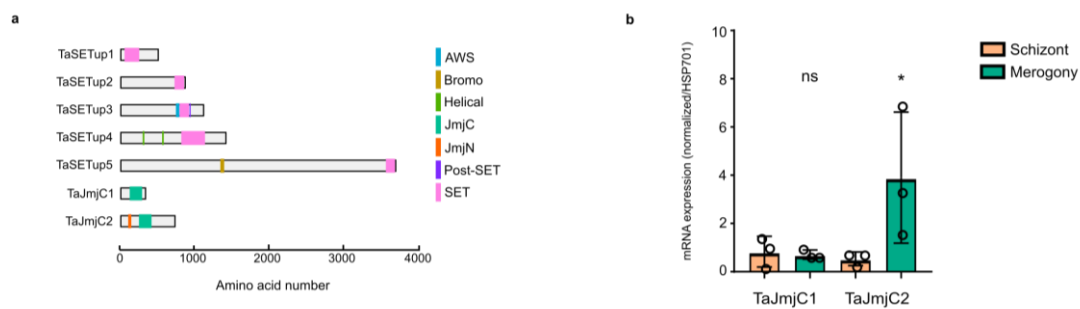 a
TaSETup1
TaSETup2
TaSETup3
TaSETup4
TaSETup5
TaJmjC1
TaJmjC2
0
1000
2000
3000
4000
Amino acid number
AWS
Bromo
Helical
JmjC
JmjN
Post-SET
SET
b
mRNA expression (normalized/HSP701)
10
8
6
4
2
0
ns
*
TaJmjC1
TaJmjC2
Schizont
Merogony